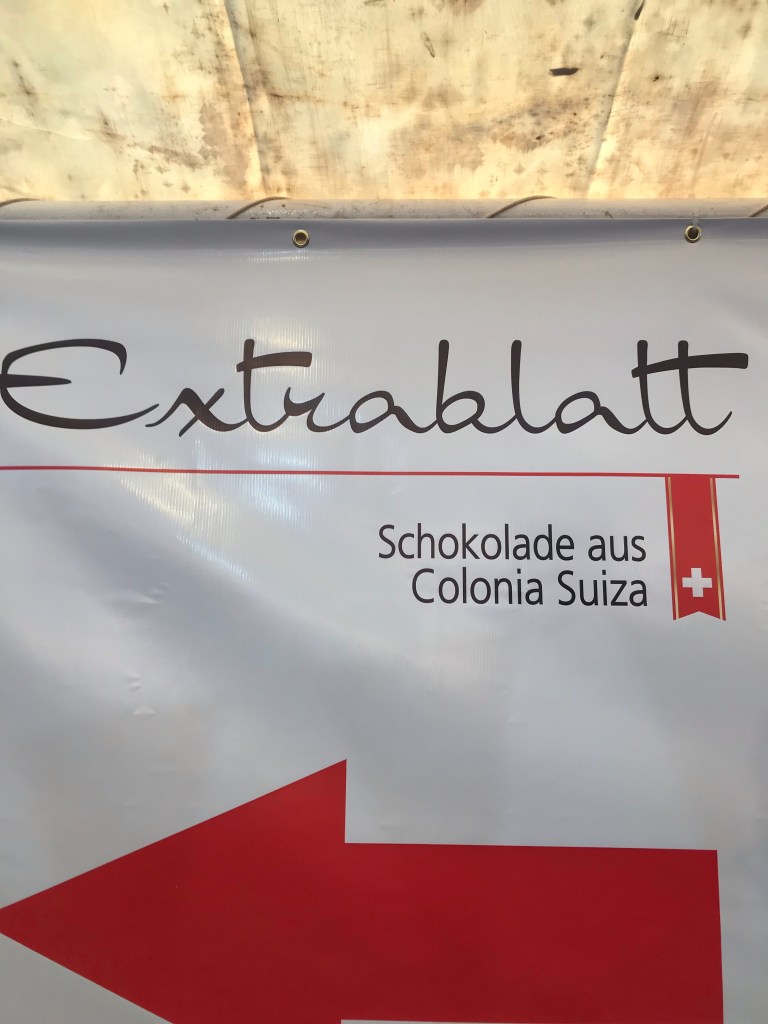 Extrablatt
Schokolade aus
Colonia Suiza